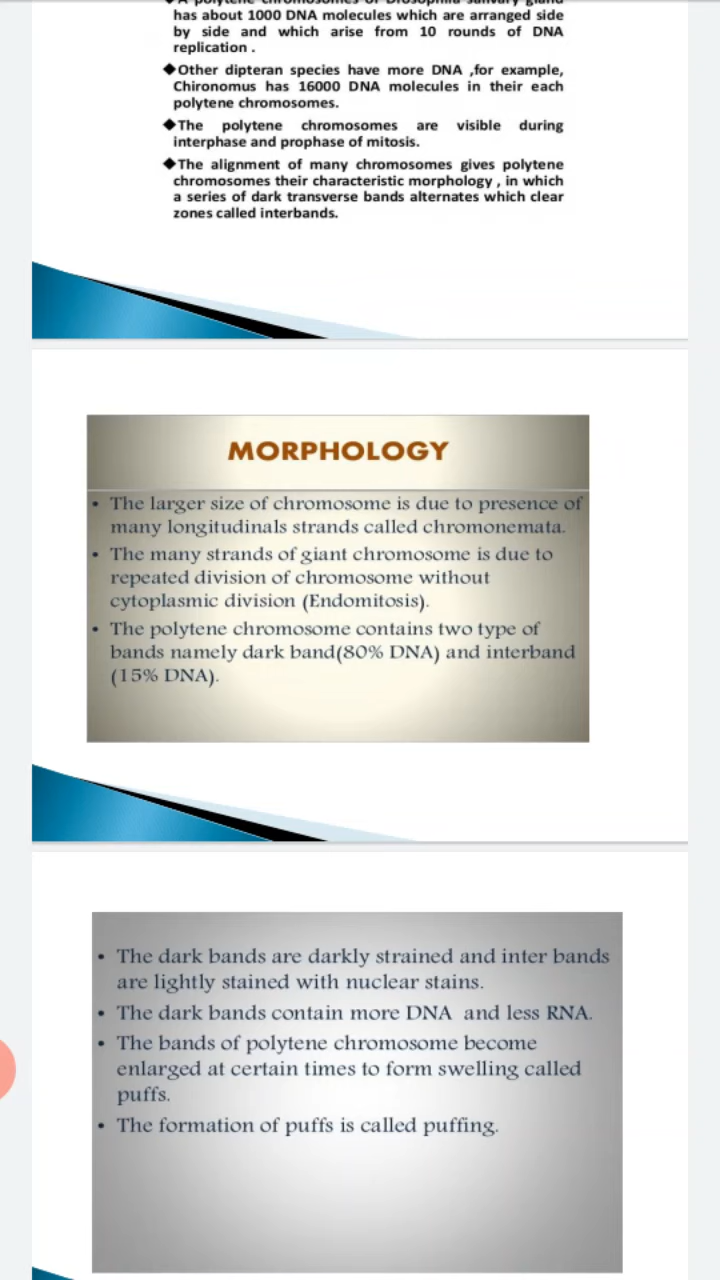 ◆A polytene chromosomes of Drosophila salivary gland
has about 1000 DNA molecules which are arranged side
by side and which arise from 10 rounds of DNA
replication .
◆Other dipteran species have more DNA ,for example,
Chironomus has 16000 DNA molecules in their each
polytene chromosomes.
◆The polytene chromosomes are visible during
interphase and prophase of mitosis.
◆The alignment of many chromosomes gives polytene
chromosomes their characteristic morphology , in which
a series of dark transverse bands alternates which clear
zones called interbands.
MORPHOLOGY
• The larger size of chromosome is due to presence of
many longitudinals strands called chromonemata.
• The many strands of giant chromosome is due to
repeated division of chromosome without
cytoplasmic division (Endomitosis).
• The polytene chromosome contains two type of
bands namely dark band(80% DNA) and interband
(15% DNA).
• The dark bands are darkly strained and inter bands
are lightly stained with nuclear stains.
• The dark bands contain more DNA  and less RNA.
• The bands of polytene chromosome become
enlarged at certain times to form swelling called
puffs.
• The formation of puffs is called puffing.